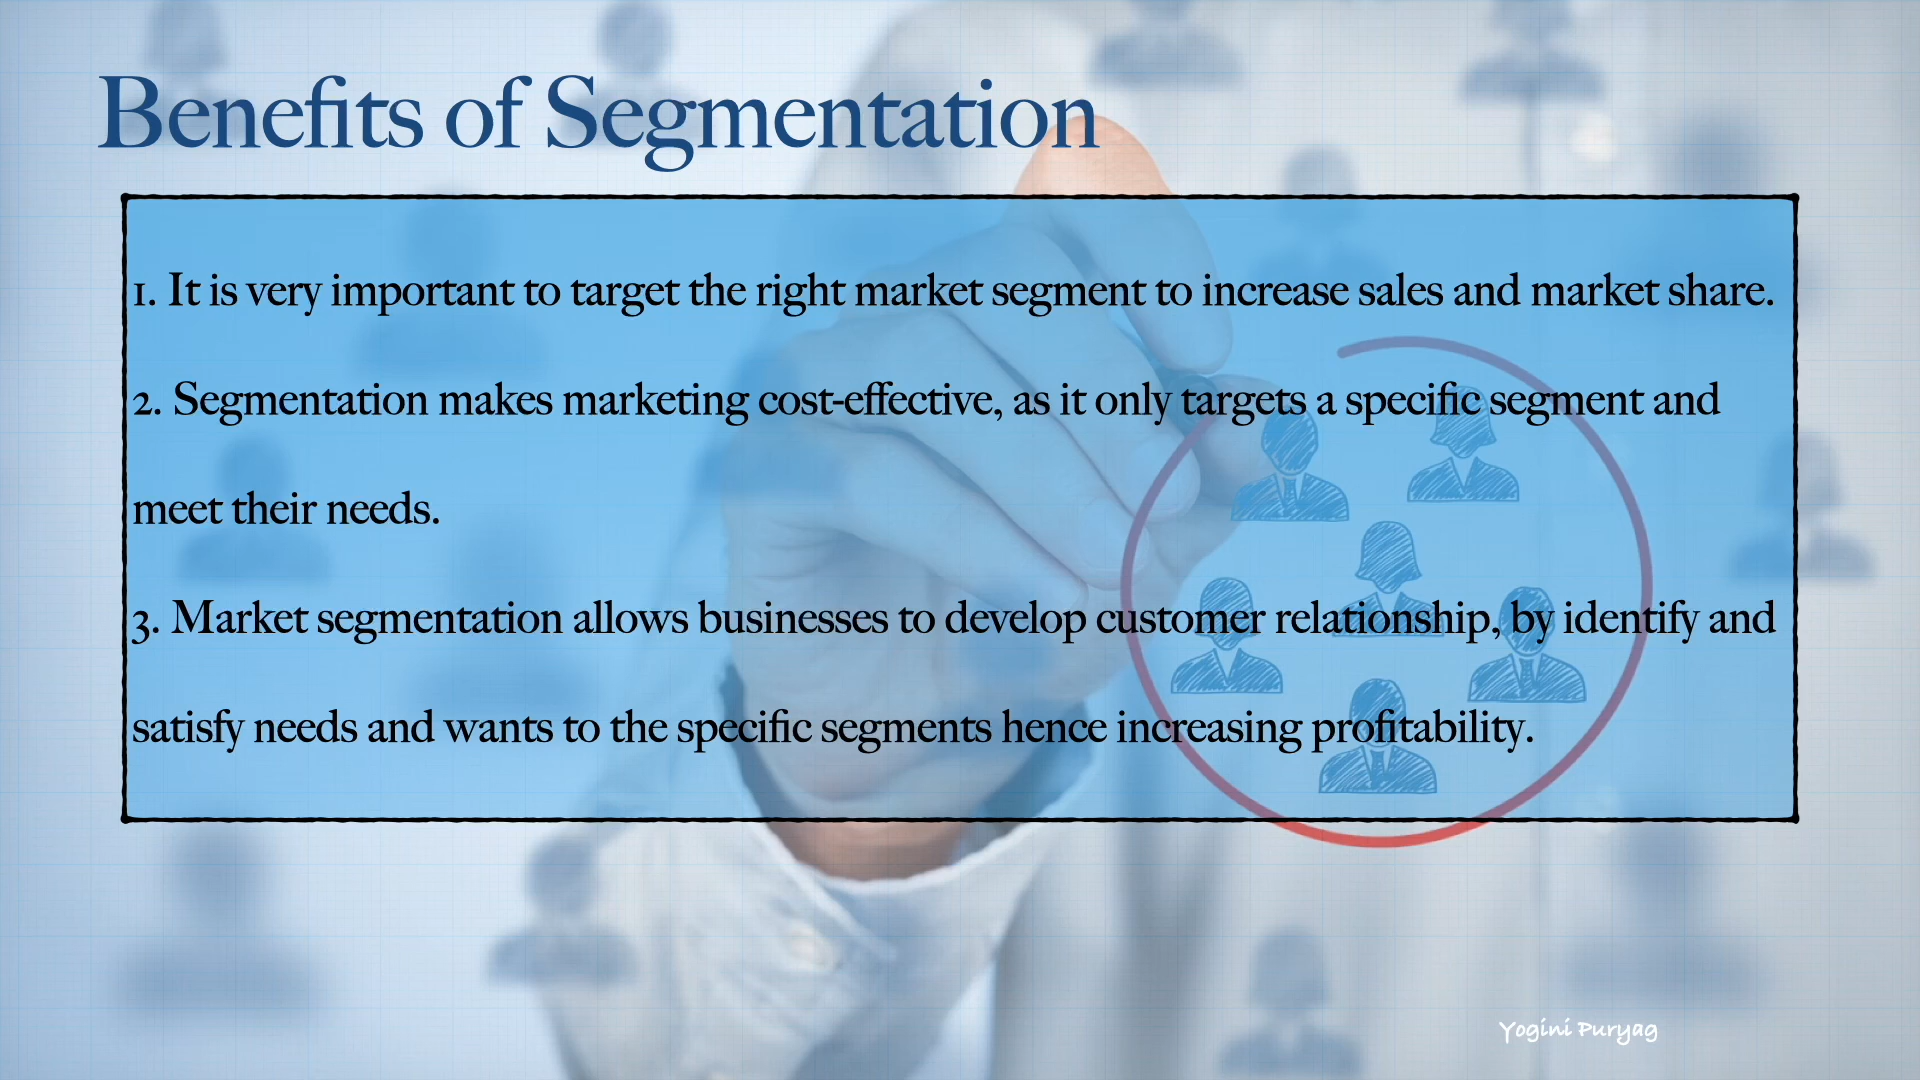 Benefits of Segmentation
1. It is very important to target the right market segment to increase sales and market share.
2. Segmentation makes marketing cost-effective, as it only targets a specific segment and
meet their needs.
3. Market segmentation allows businesses to develop customer relationship, by identify and
satisfy needs and wants to the specific segments hence increasing profitability.
Yogini Puryag